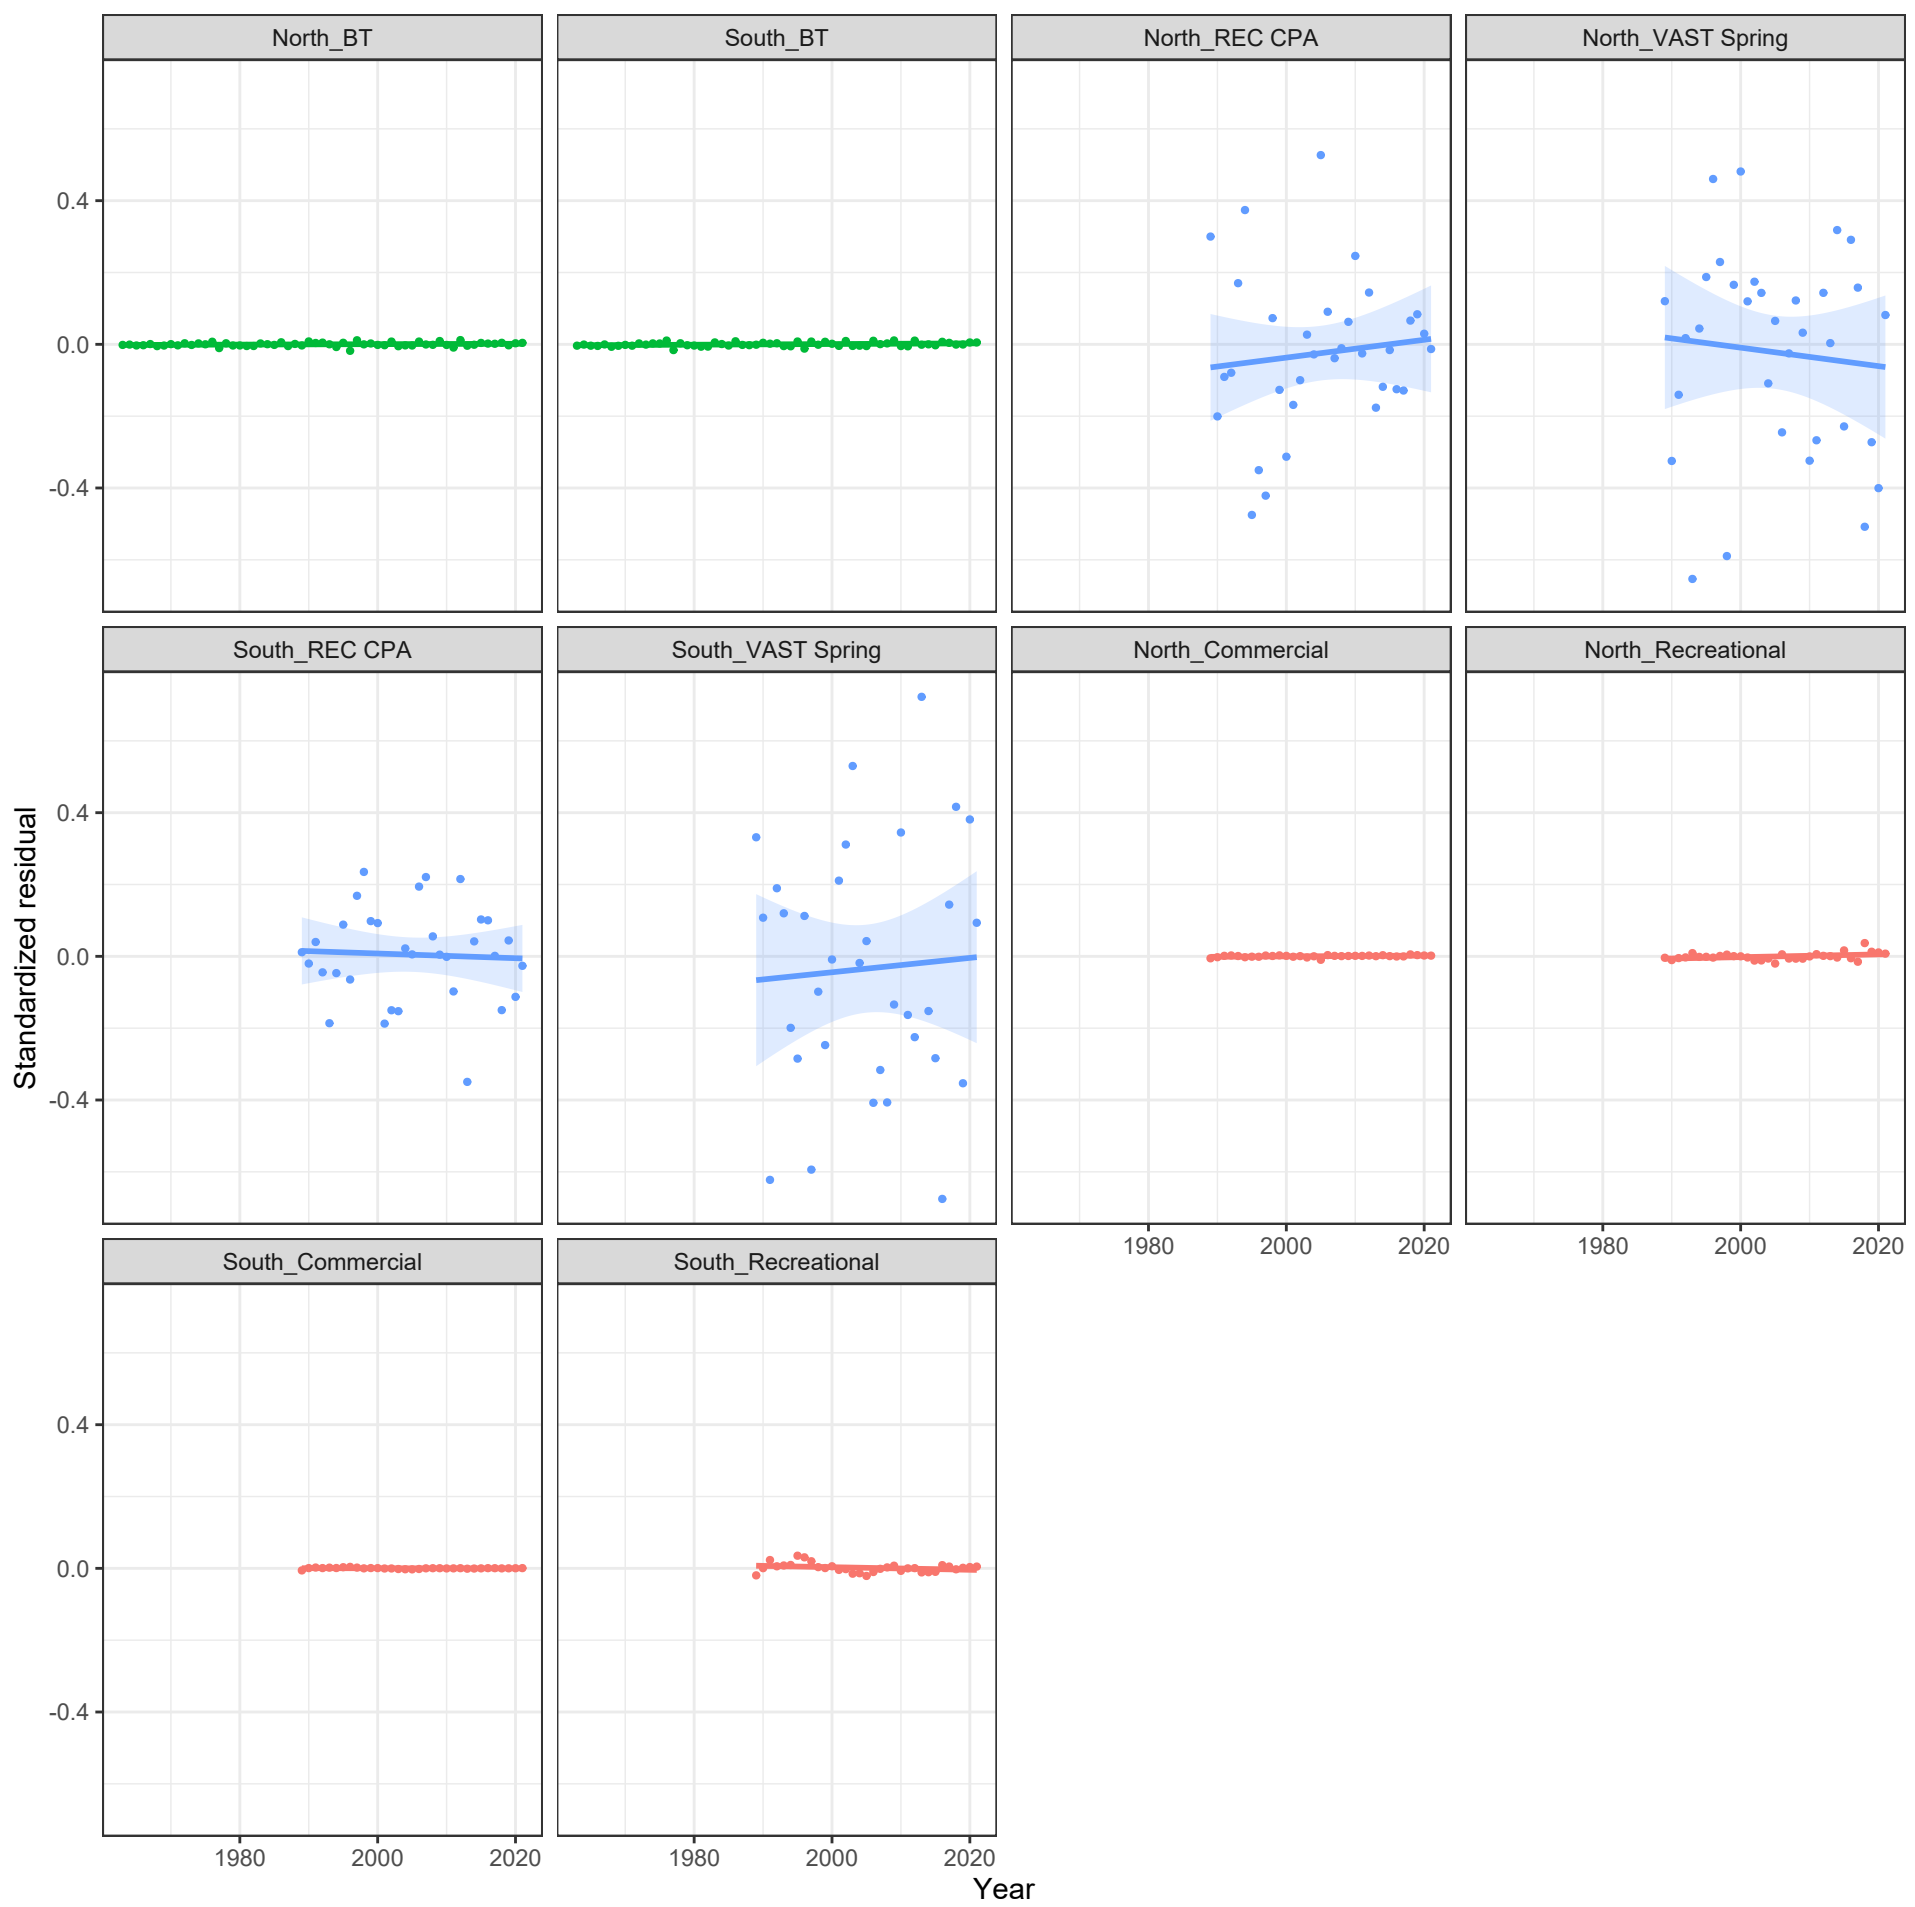 North_BT
South_BT
North_REC CPA
North_VAST Spring
0.4
0.0
-0.4
South_REC CPA
South_VAST Spring
North_Commercial
North_Recreational
0.4
0.0
-0.4
1980 2000 2020
1980 2000 2020
South_Commercial
South_Recreational
0.4
0.0
-0.4
1980 2000 2020
1980 2000 2020
Standardized residual
Year